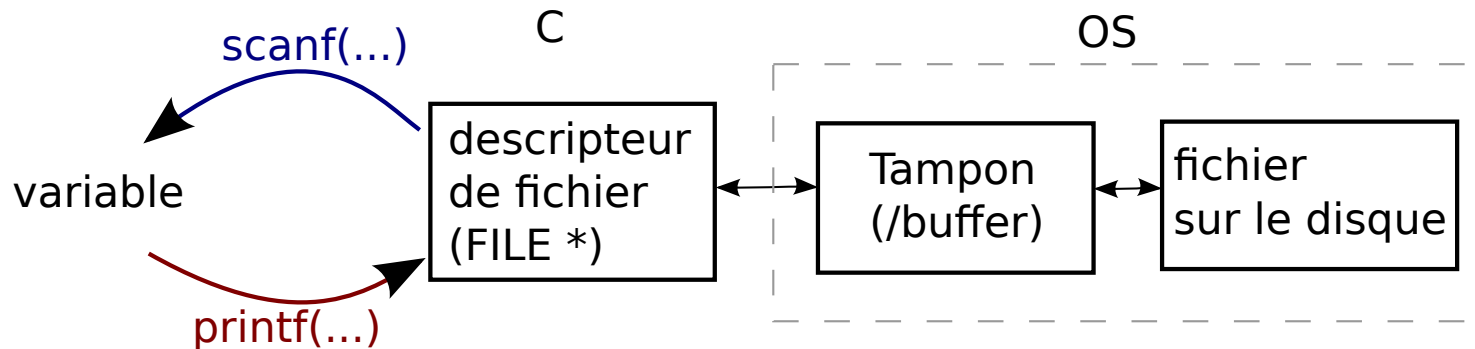 C
OS
scanf(...)
variable
descripteur
de fichier
(FILE *)
Tampon
(/buffer)
fichier
sur le disque
printf(...)